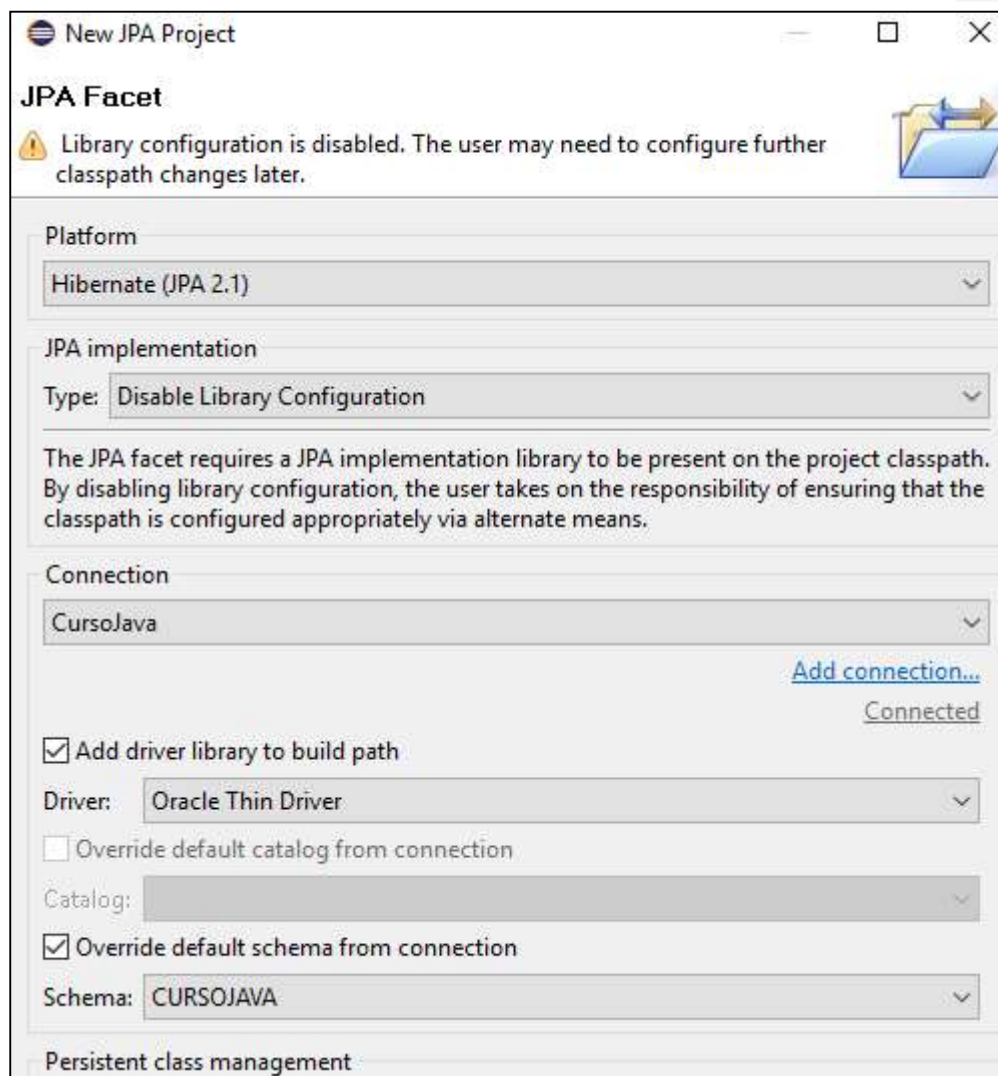 New JPA Project
JPA Facet
Library configuration is disabled. The user may need to configure further
classpath changes later.
Platform
Hibernate (JPA 2.1)
JPA implementation
Type: Disable Library Configuration
The JPA facet requires a JPA implementation library to be present on the project classpath.
By disabling library configuration, the user takes on the responsibility of ensuring that the
classpath is configured appropriately via alternate means.
Connection
CursoJava
Add connection...
Connected
Add driver library to build path
Driver: Oracle Thin Driver
Override default catalog from connection
Catalog:
Override default schema from connection
Schema: CURSOJAVA
Persistent class management